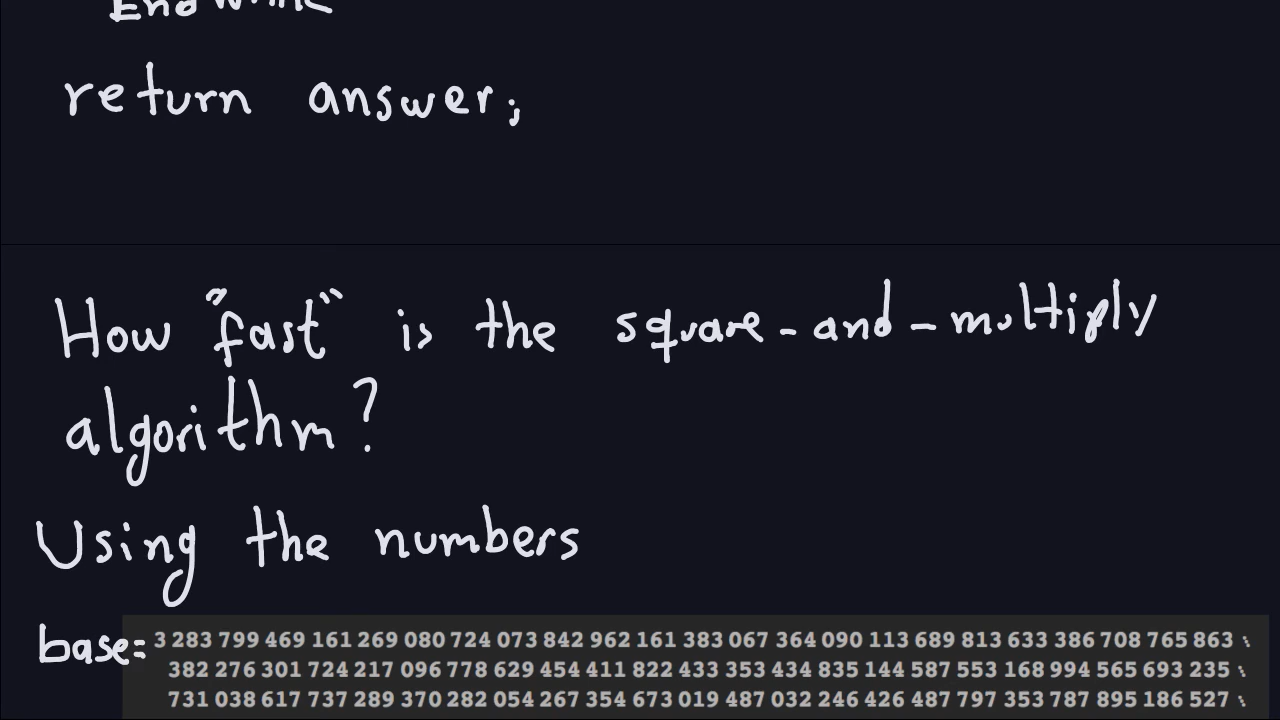 return answer;
How "fast" is the square-and-multiply
algorithm?
Using the numbers
base= 3 283 799 469 161 269 080 724 073 842 962 161 383 067 364 090 113 689 813 633 386 708 765 863 \
382 276 301 724 217 096 778 629 454 411 822 433 353 434 835 144 587 553 168 994 565 693 235 \
731 038 617 737 289 370 282 054 267 354 673 019 487 032 246 426 487 797 353 787 895 186 527 \